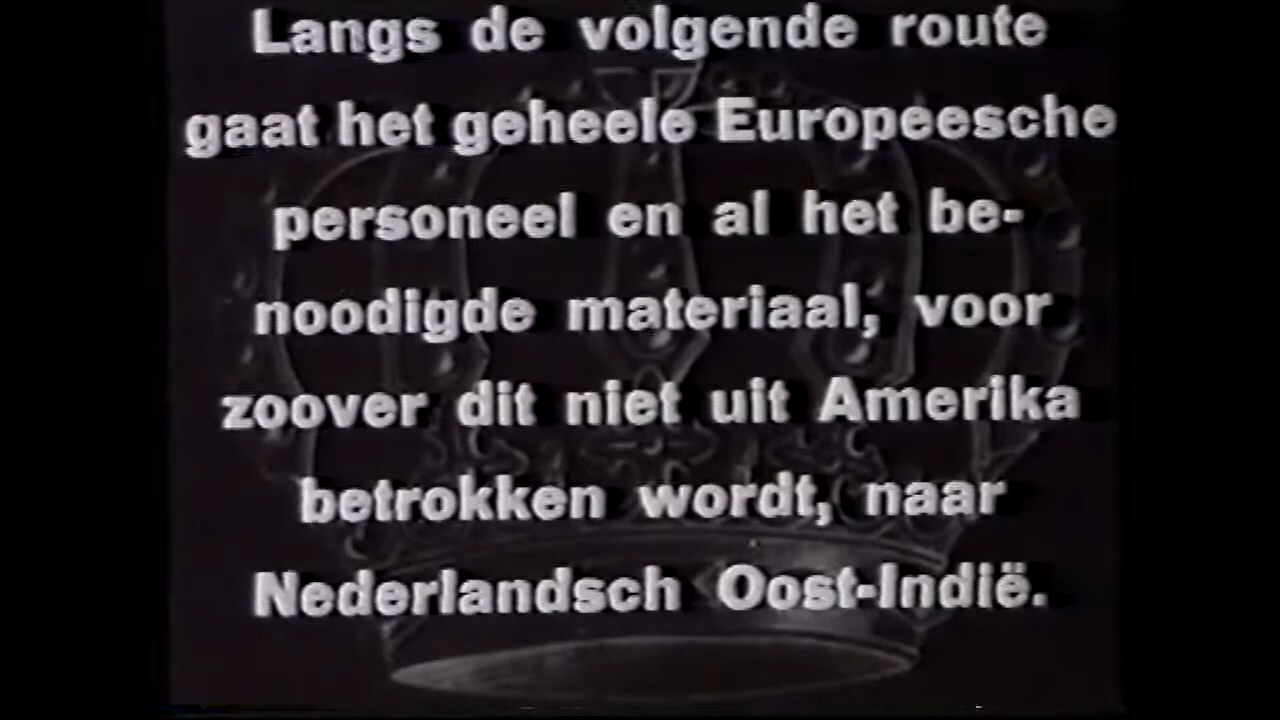 Langs de volgende route
gaat het geheele Europeesche
personeel en al het be-
noodigde materiaal, voor
zoover dit niet uit Amerika
betrokken wordt, naar
Nederlandsch Oost-Indië.